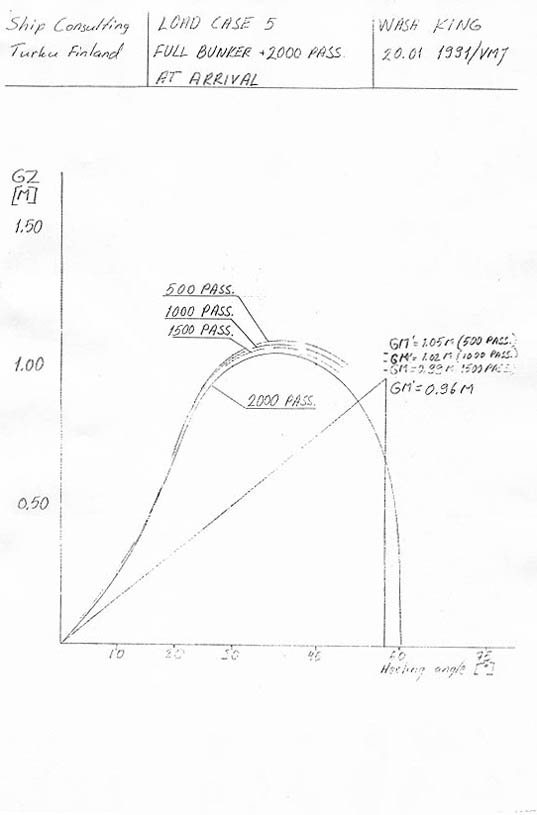 Ship Consulting
Turku Finland
LOAD CASE 5
FULL BUNKER + 2000 PASS.
AT ARRIVAL
WASH KING
20.01 1991/VMJ
GZ
[M]
1.50
1.00
0.50
500 PASS.
1000 PASS.
1500 PASS.
2000 PASS.
GM'= 1.05 M (500 PASS.)
GM'= 1.02 M (1000 PASS.)
GM'= 0.99 M (1500 PASS.)
GM'= 0.96 M
10 20 30 45 60 75
Heeling angle [°]